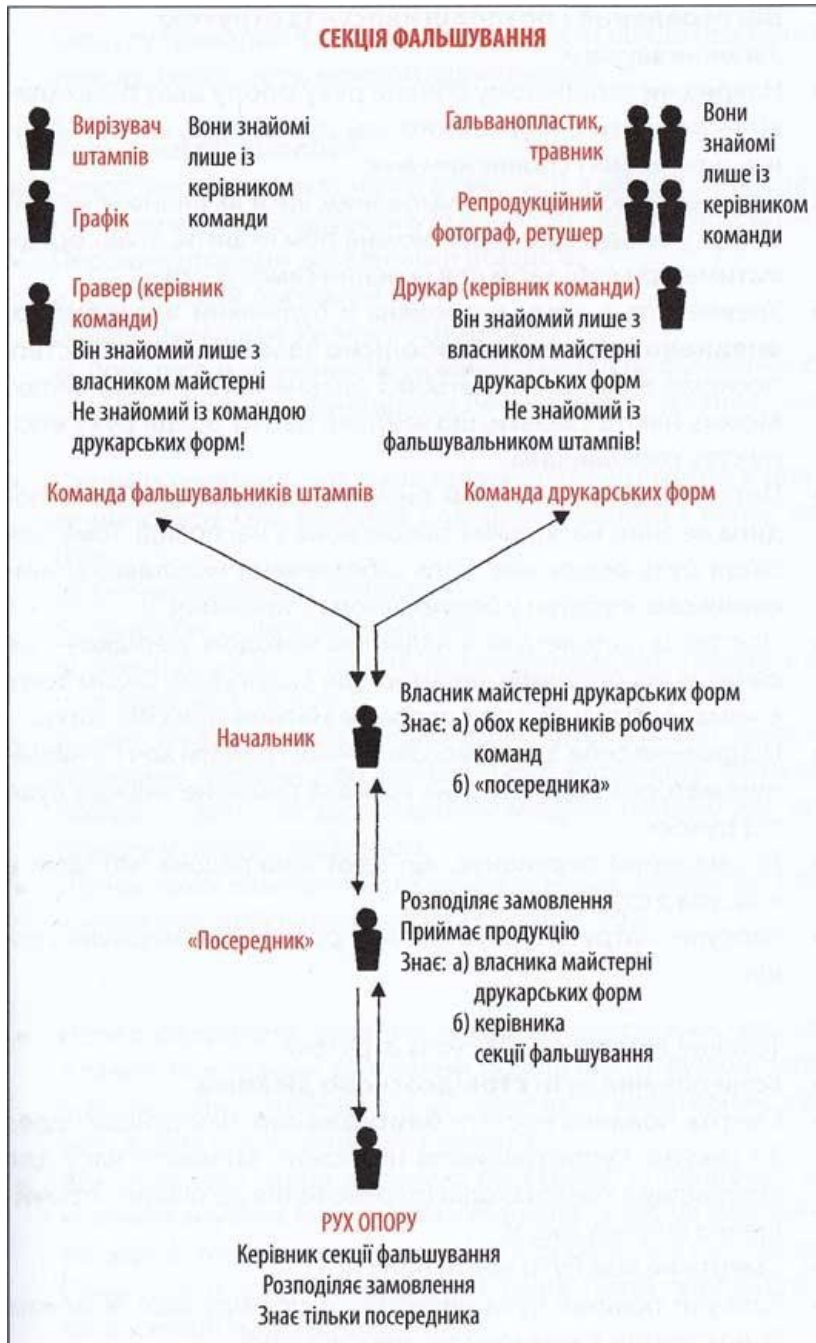 СЕКЦІЯ ФАЛЬШУВАННЯ
Вирізувач
штампів
Графік
Вони знайомі
лише із
керівником
команди
Гравер (керівник
команди)
Він знайомий лише з
власником майстерні
Не знайомий із командою
друкарських форм!
Гальванопластик,
травник
Репродукційний
фотограф, ретушер
Вони
знайомі
лише із
керівником
команди
Друкар (керівник команди)
Він знайомий лише з
власником майстерні
друкарських форм
Не знайомий із
фальшувальником штампів!
Команда фальшувальників штампів
Команда друкарських форм
Начальник
Власник майстерні друкарських форм
Знає: а) обох керівників робочих
команд
б) «посередника»
«Посередник»
Розподіляє замовлення
Приймає продукцію
Знає: а) власника майстерні
друкарських форм
б) керівника
секції фальшування
РУХ ОПОРУ
Керівник секції фальшування
Розподіляє замовлення
Знає тільки посередника